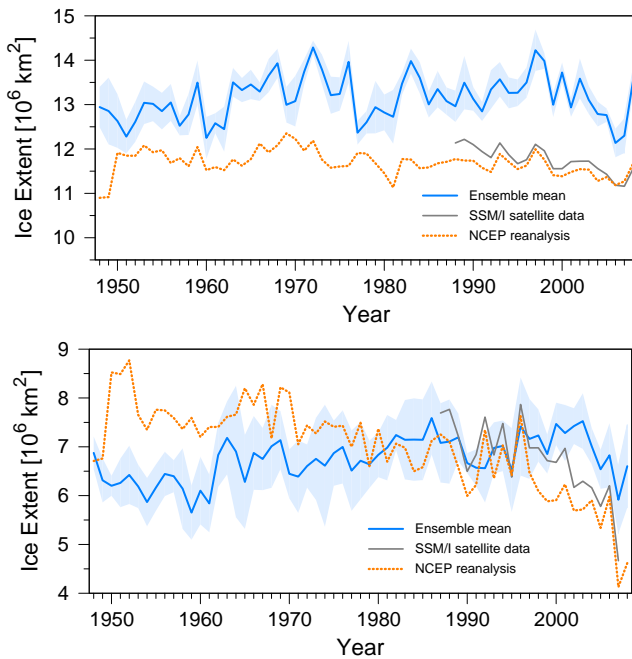 15
14
13
12
11
10
Ice Extent [10⁶ km²]
Ensemble mean
SSM/I satellite data
NCEP reanalysis
1950 1960 1970 1980 1990 2000
Year
9
8
7
6
5
4
Ice Extent [10⁶ km²]
Ensemble mean
SSM/I satellite data
NCEP reanalysis
1950 1960 1970 1980 1990 2000
Year